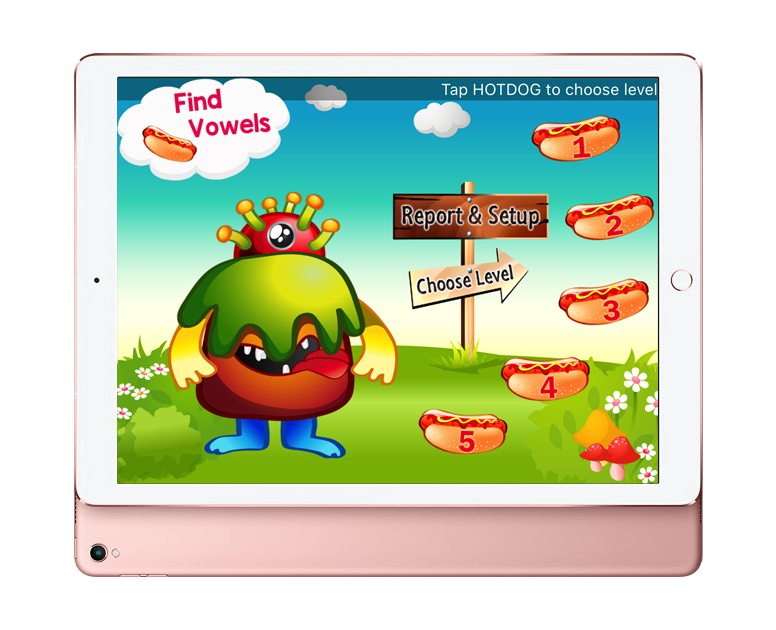 Tap HOTDOG to choose level
Find
Vowels
1
Report & Setup
2
Choose Level
3
4
5